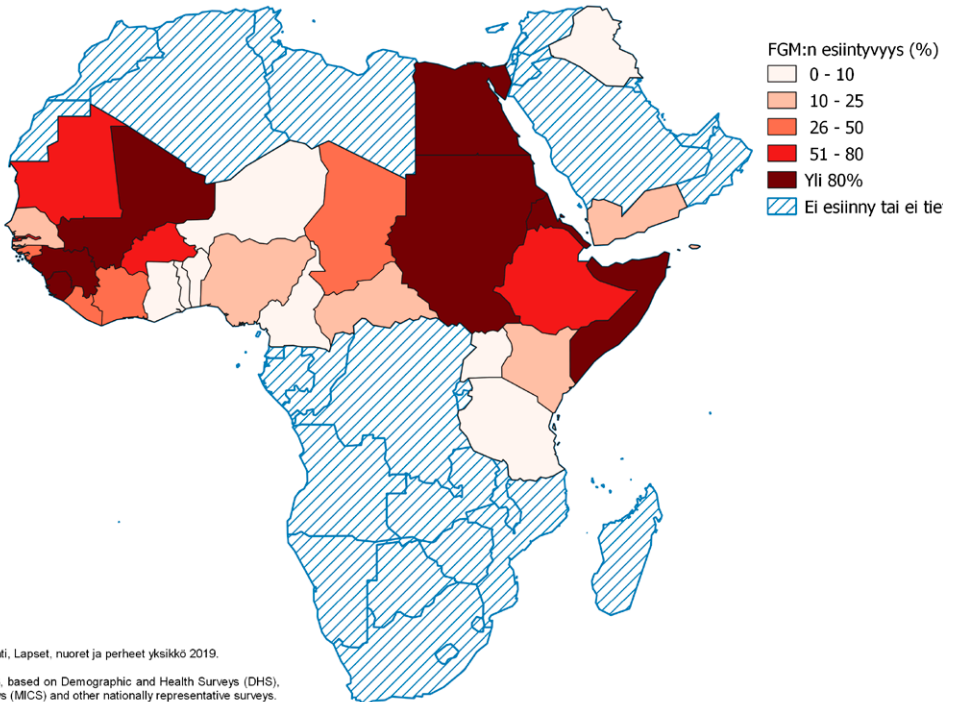 FGM:n esiintyvyys (%)
0 - 10
10 - 25
26 - 50
51 - 80
Yli 80%
Ei esiinny tai ei tie
ti, Lapset, nuoret ja perheet yksikkö 2019.
, based on Demographic and Health Surveys (DHS),
ys (MICS) and other nationally representative surveys.